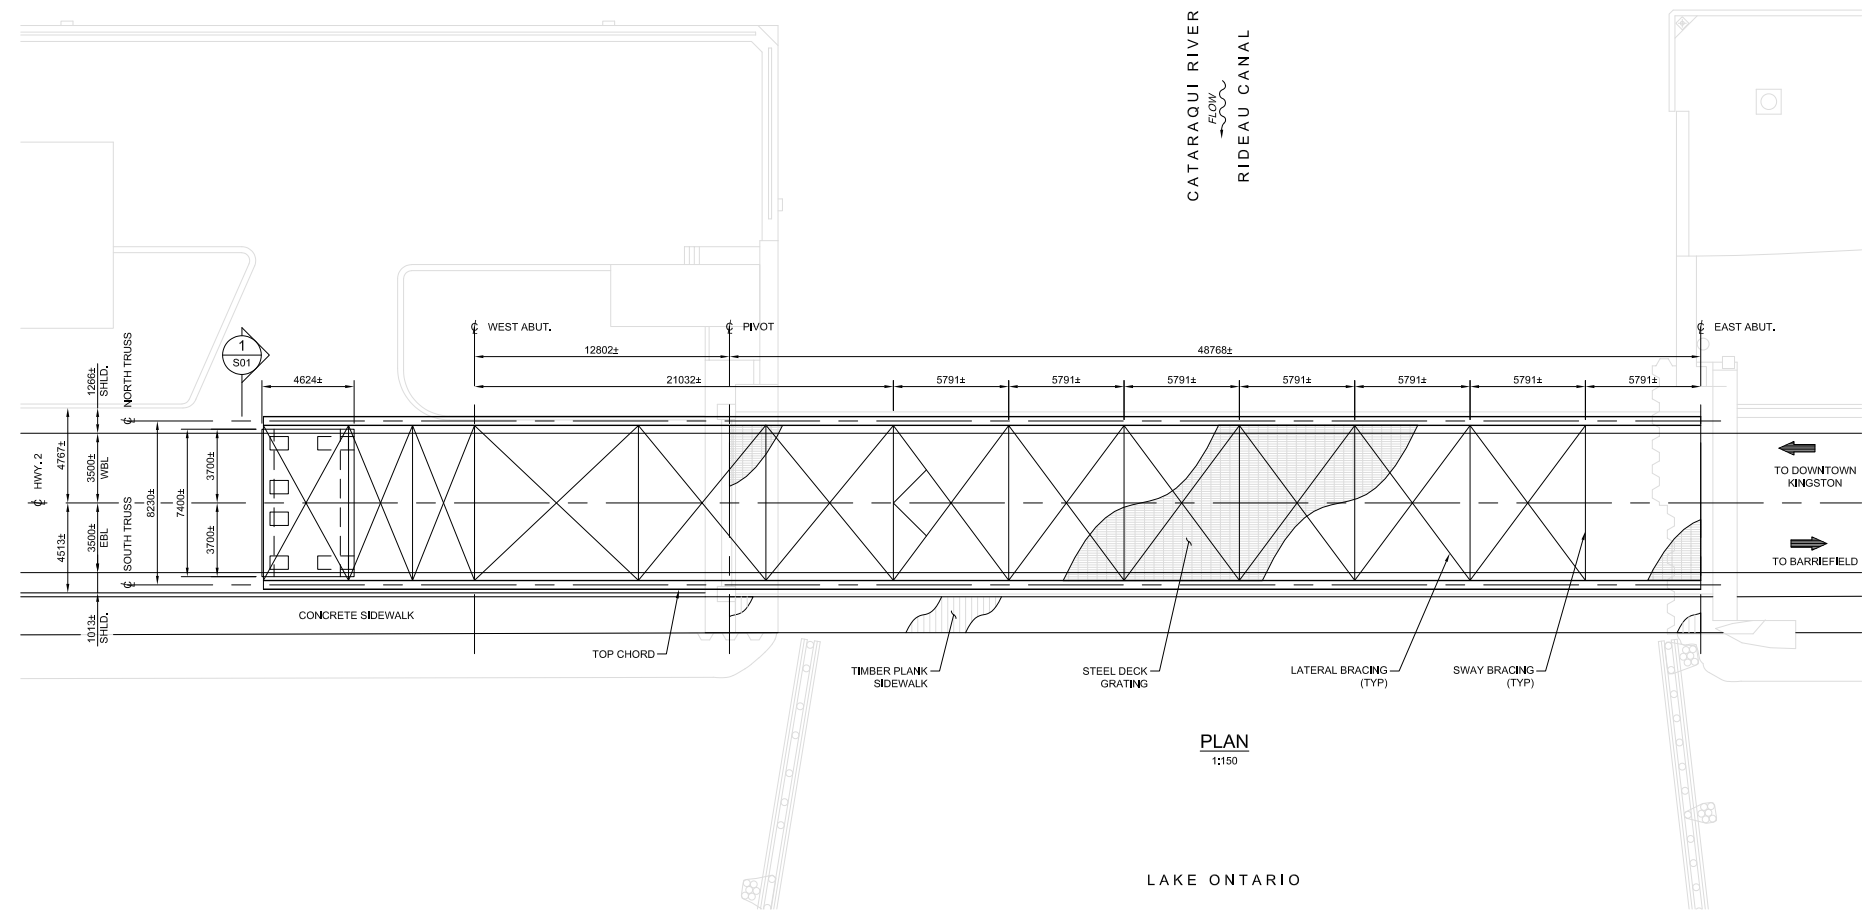 CATARAQUI RIVER
FLOW
RIDEAU CANAL
℄ WEST ABUT.
℄ PIVOT
℄ EAST ABUT.
12802±
48768±
1
S01
4624±
21032±
5791±
5791±
5791±
5791±
5791±
5791±
5791±
1266±
SHLD.
℄ NORTH TRUSS
℄ HWY. 2
4767±
3500±
WBL
8230±
7400±
3700±
4513±
3500±
EBL
3700±
℄ SOUTH TRUSS
1013±
SHLD.
TO DOWNTOWN
KINGSTON
TO BARRIEFIELD
CONCRETE SIDEWALK
TOP CHORD
TIMBER PLANK
SIDEWALK
STEEL DECK
GRATING
LATERAL BRACING
(TYP)
SWAY BRACING
(TYP)
PLAN
1:150
LAKE ONTARIO